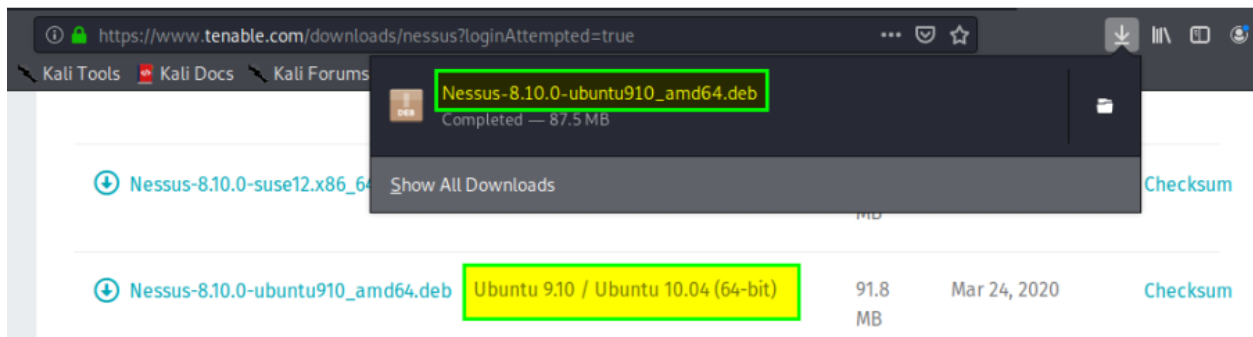 https://www.tenable.com/downloads/nessus?loginAttempted=true
Kali Tools Kali Docs Kali Forums
Nessus-8.10.0-ubuntu910_amd64.deb
DEB
Completed — 87.5 MB
Show All Downloads
Nessus-8.10.0-suse12.x86_64 Checksum
MB
Nessus-8.10.0-ubuntu910_amd64.deb Ubuntu 9.10 / Ubuntu 10.04 (64-bit) 91.8 Mar 24, 2020 Checksum
MB